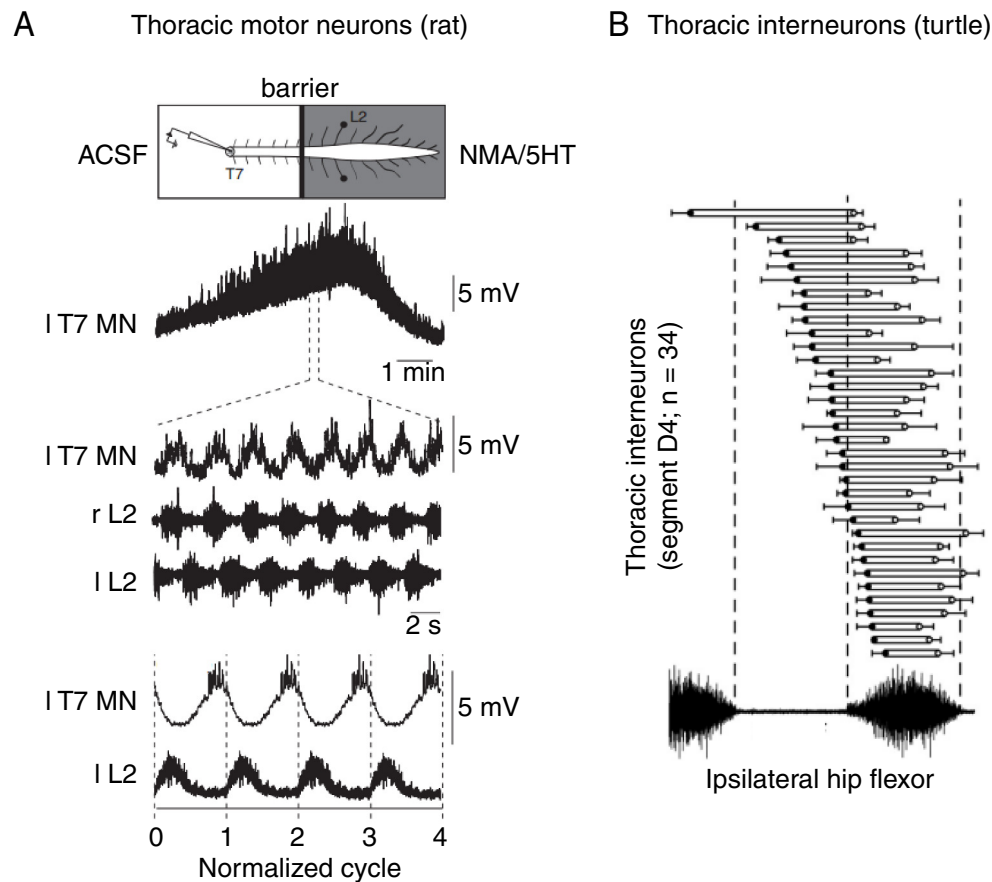 A Thoracic motor neurons (rat)
barrier
ACSF
L2
T7
NMA/5HT
l T7 MN
5 mV
1 min
l T7 MN
5 mV
r L2
l L2
2 s
l T7 MN
5 mV
l L2
0 1 2 3 4
Normalized cycle
B Thoracic interneurons (turtle)
Thoracic interneurons
(segment D4; n = 34)
Ipsilateral hip flexor